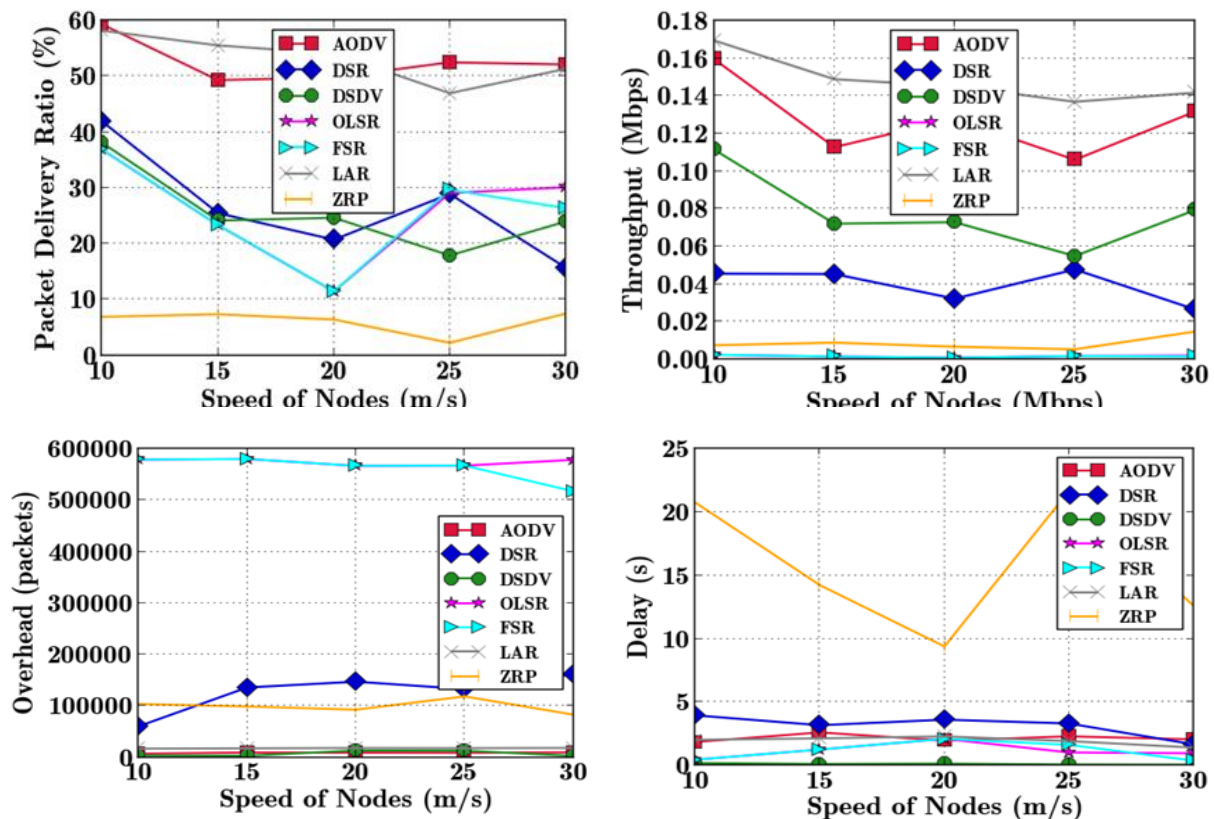 Packet Delivery Ratio (%)
60
50
40
30
20
10
0
10 15 20 25 30
Speed of Nodes (m/s)
AODV
DSR
DSDV
OLSR
FSR
LAR
ZRP
Throughput (Mbps)
0.18
0.16
0.14
0.12
0.10
0.08
0.06
0.04
0.02
0.00
10 15 20 25 30
Speed of Nodes (Mbps)
AODV
DSR
DSDV
OLSR
FSR
LAR
ZRP
Overhead (packets)
600000
500000
400000
300000
200000
100000
0
10 15 20 25 30
Speed of Nodes (m/s)
AODV
DSR
DSDV
OLSR
FSR
LAR
ZRP
Delay (s)
25
20
15
10
5
0
10 15 20 25 30
Speed of Nodes (m/s)
AODV
DSR
DSDV
OLSR
FSR
LAR
ZRP